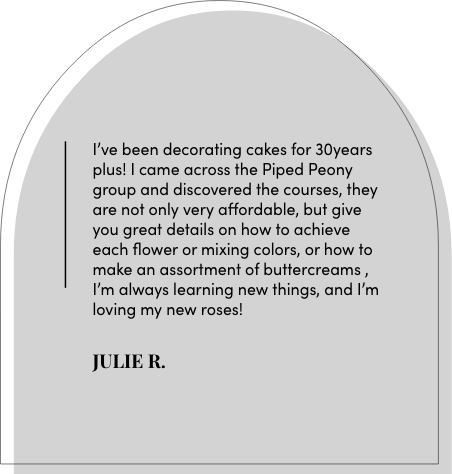 I've been decorating cakes for 30years
plus! I came across the Piped Peony
group and discovered the courses, they
are not only very affordable, but give
you great details on how to achieve
each flower or mixing colors, or how to
make an assortment of buttercreams ,
I'm always learning new things, and I'm
loving my new roses!
JULIE R.